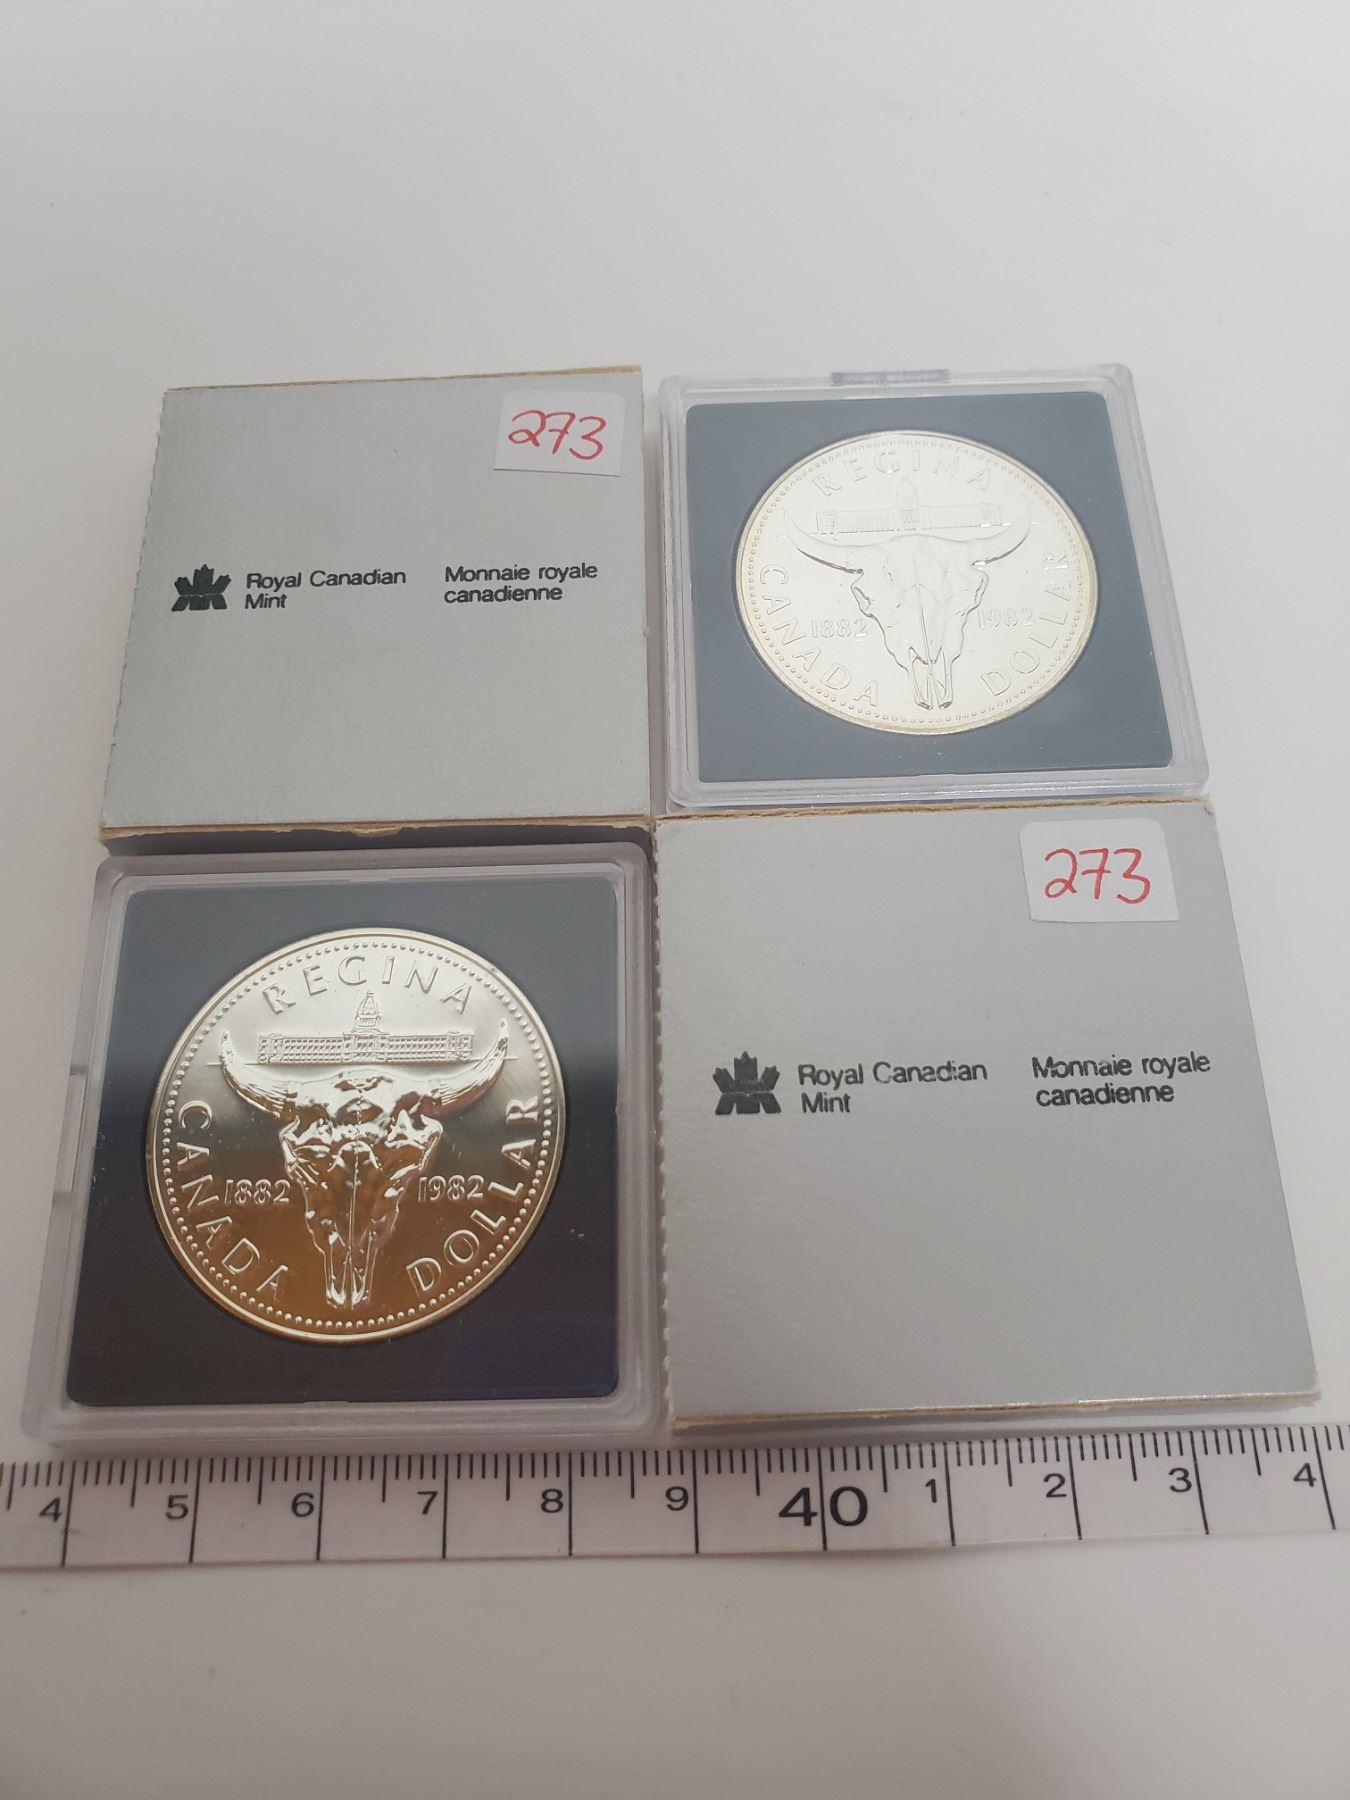 273
Royal Canadian
Mint
Monnaie royale
canadienne
REGINA
CANADA
1882
1982
DOLLAR
REGINA
CANADA
1882
1982
DOLLAR
273
Royal Canadian
Mint
Monnaie royale
canadienne
4 5 6 7 8 9 40 1 2 3 4